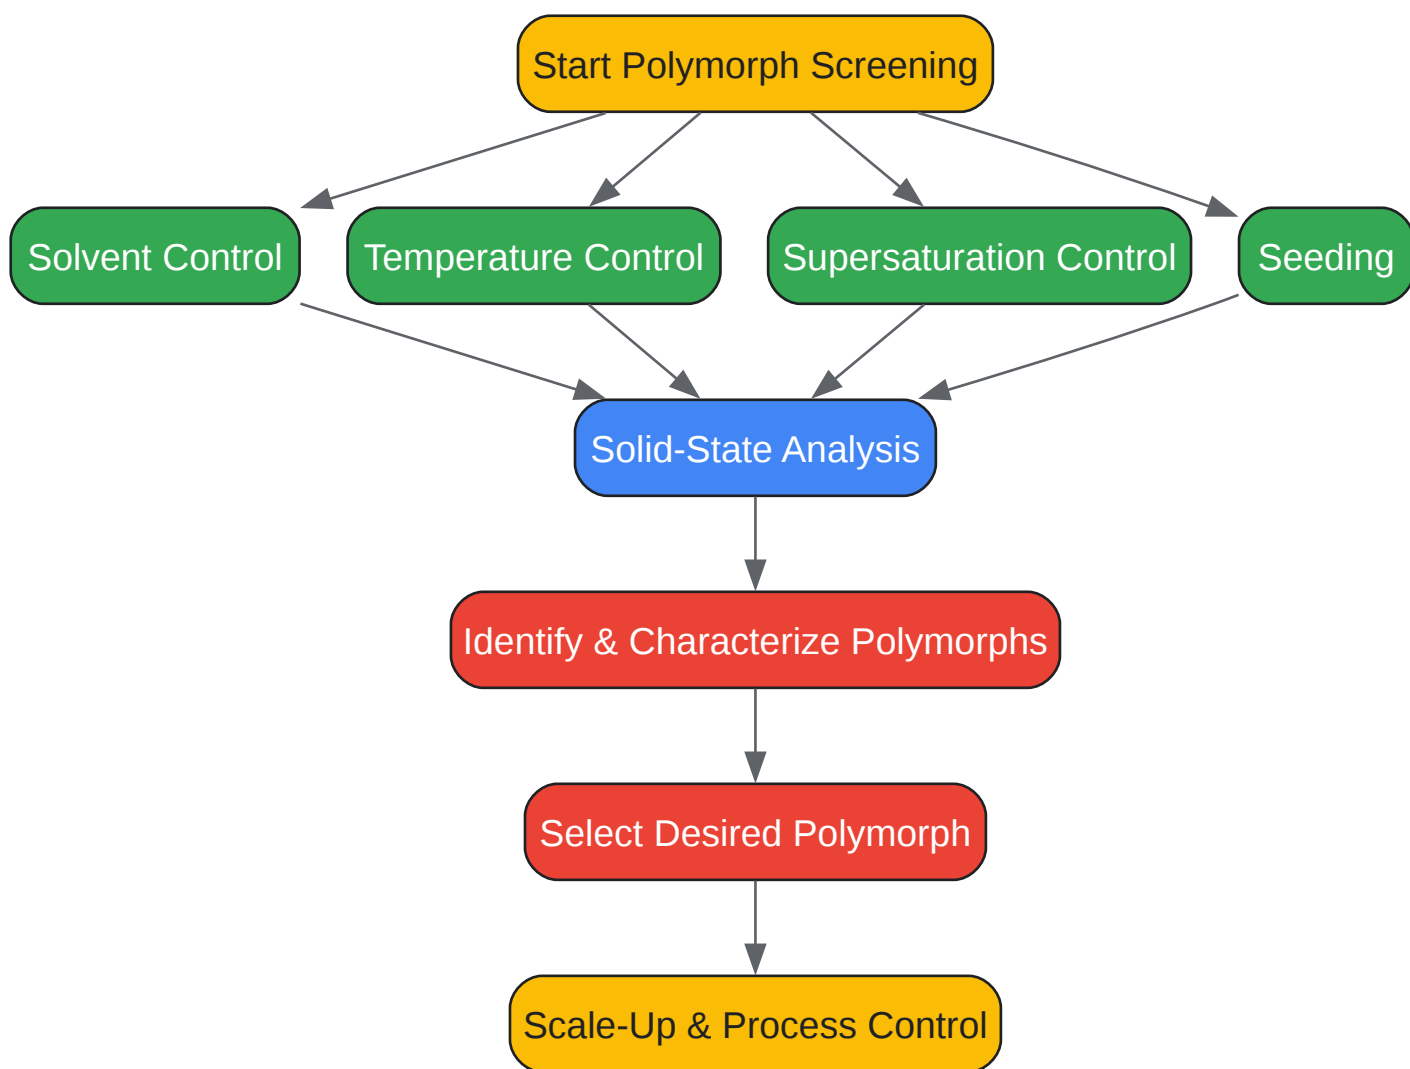 Start Polymorph Screening
Solvent Control
Temperature Control
Supersaturation Control
Seeding
Solid-State Analysis
Identify & Characterize Polymorphs
Select Desired Polymorph
Scale-Up & Process Control